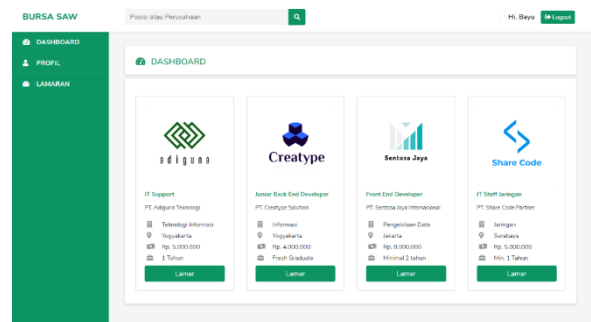 BURSA SAW
Posisi atau Perusahaan
Hi, Bayu
Logout
DASHBOARD
PROFIL
LAMARAN
DASHBOARD
adiguna
IT Support
PT. Adiguna Teknologi
Teknologi Informasi
Yogyakarta
Rp. 5.000.000
1 Tahun
Lamar
Creatype
Junior Back End Developer
PT. Creatype Solution
Informasi
Yogyakarta
Rp. 4.000.000
Fresh Graduate
Lamar
Sentosa Jaya
Front End Developer
PT. Sentosa Jaya Internasional
Pengelolaan Data
Jakarta
Rp. 8.000.000
Minimal 2 tahun
Lamar
Share Code
IT Staff Jaringan
PT. Share Code Partner
Jaringan
Surabaya
Rp. 5.000.000
Min. 1 Tahun
Lamar